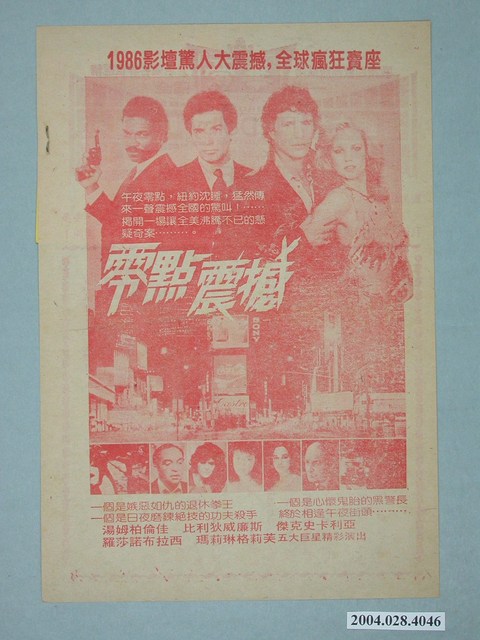 1986影壇驚人大震撼,全球瘋狂賣座
午夜零點,紐約沈睡,猛然傳
來一聲震撼全國的驚叫!……
揭開一場讓全美沸騰不已的懸
疑奇案………
零點震撼
SONY
一個是嫉惡如仇的退休拳王
一個是心懷鬼胎的黑警長
一個是日夜磨鍊絕技的功夫殺手
終於相逢午夜街頭………
湯姆柏倫佳 比利狄威廉斯 傑克史卡利亞
羅莎諾布拉西 瑪莉琳格莉芙 五大巨星精彩演出
2004.028.4046